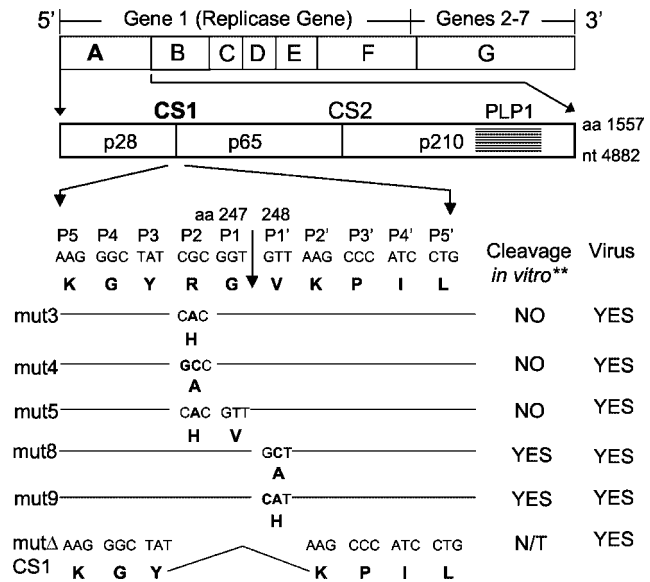 5' Gene 1 (Replicase Gene) Genes 2-7 3'
A B C D E F G
CS1 CS2 PLP1
aa 1557
p28 p65 p210
nt 4882
aa 247 248
P5 P4 P3 P2 P1 P1' P2' P3' P4' P5'
AAG GGC TAT CGC GGT GTT AAG CCC ATC CTG
K G Y R G V K P I L
Cleavage in vitro** Virus
mut3 CAC NO YES
H
mut4 GCC NO YES
A
mut5 CAC GTT NO YES
H V
mut8 GCT YES YES
A
mut9 CAT YES YES
H
mutΔ AAG GGC TAT AAG CCC ATC CTG N/T YES
CS1 K G Y K P I L